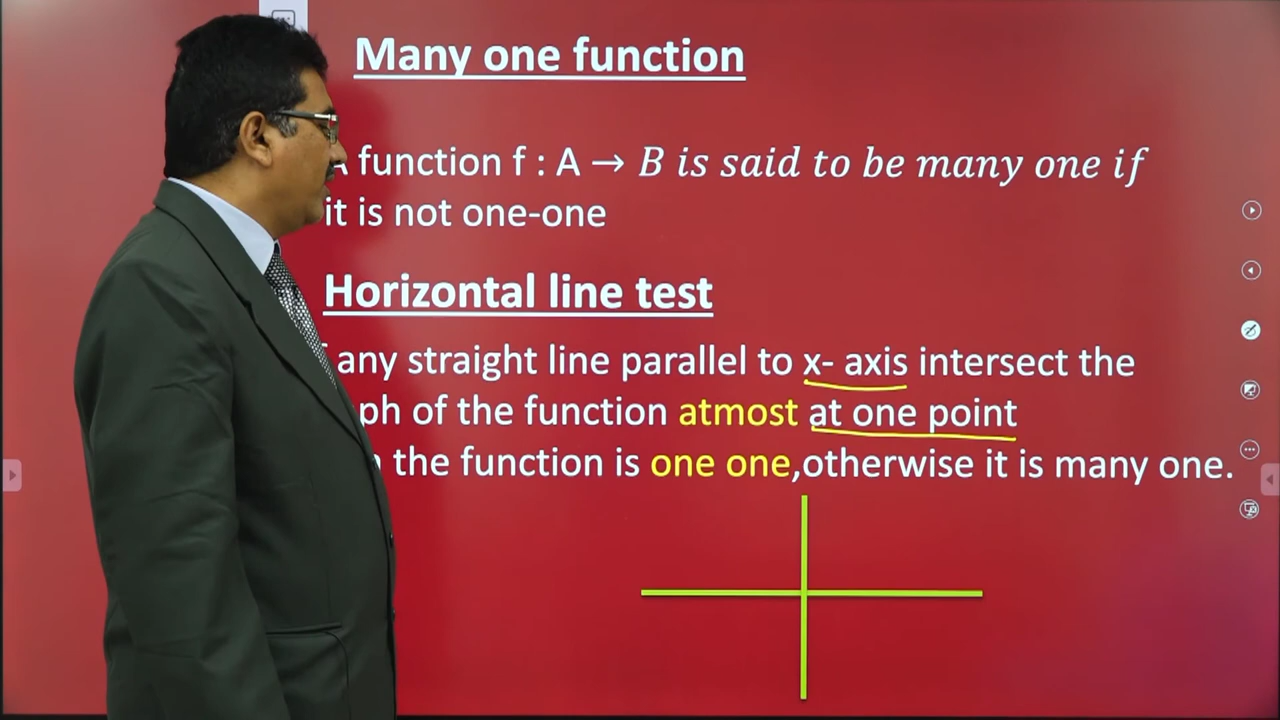 Many one function
function f : A → B is said to be many one if
it is not one-one
Horizontal line test
any straight line parallel to x- axis intersect the
of the function atmost at one point
the function is one one,otherwise it is many one.